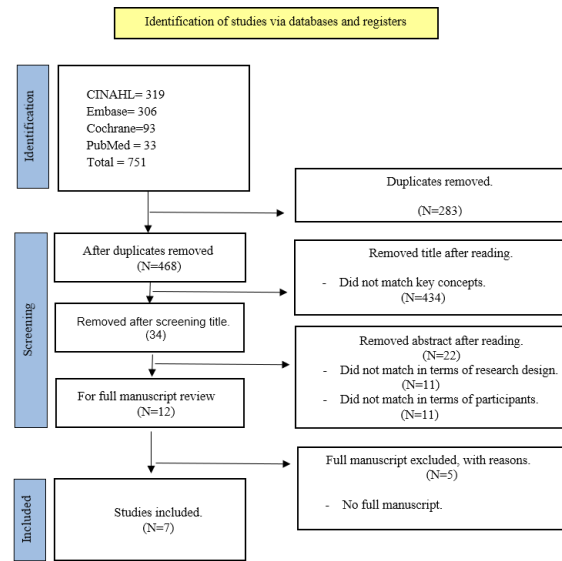 Identification of studies via databases and registers
Identification
CINAHL= 319
Embase= 306
Cochrane=93
PubMed = 33
Total = 751
Duplicates removed.
(N=283)
Screening
After duplicates removed
(N=468)
Removed title after reading.
- Did not match key concepts.
(N=434)
Removed after screening title.
(34)
Removed abstract after reading.
(N=22)
- Did not match in terms of research design.
(N=11)
- Did not match in terms of participants.
(N=11)
For full manuscript review
(N=12)
Full manuscript excluded, with reasons.
(N=5)
- No full manuscript.
Included
Studies included.
(N=7)